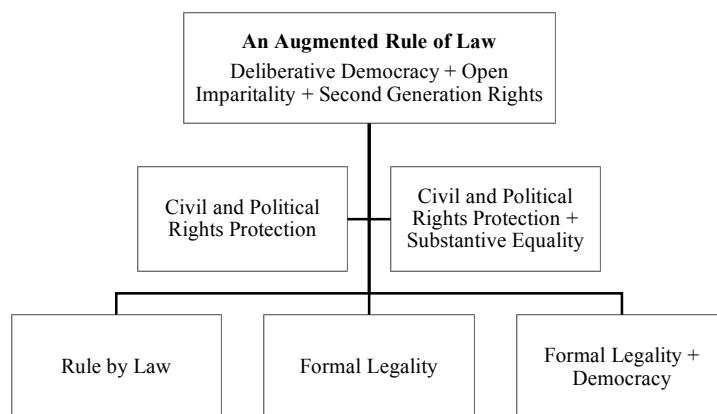 An Augmented Rule of Law
Deliberative Democracy + Open
Imparitality + Second Generation Rights
Civil and Political
Rights Protection
Civil and Political
Rights Protection +
Substantive Equality
Rule by Law
Formal Legality
Formal Legality +
Democracy